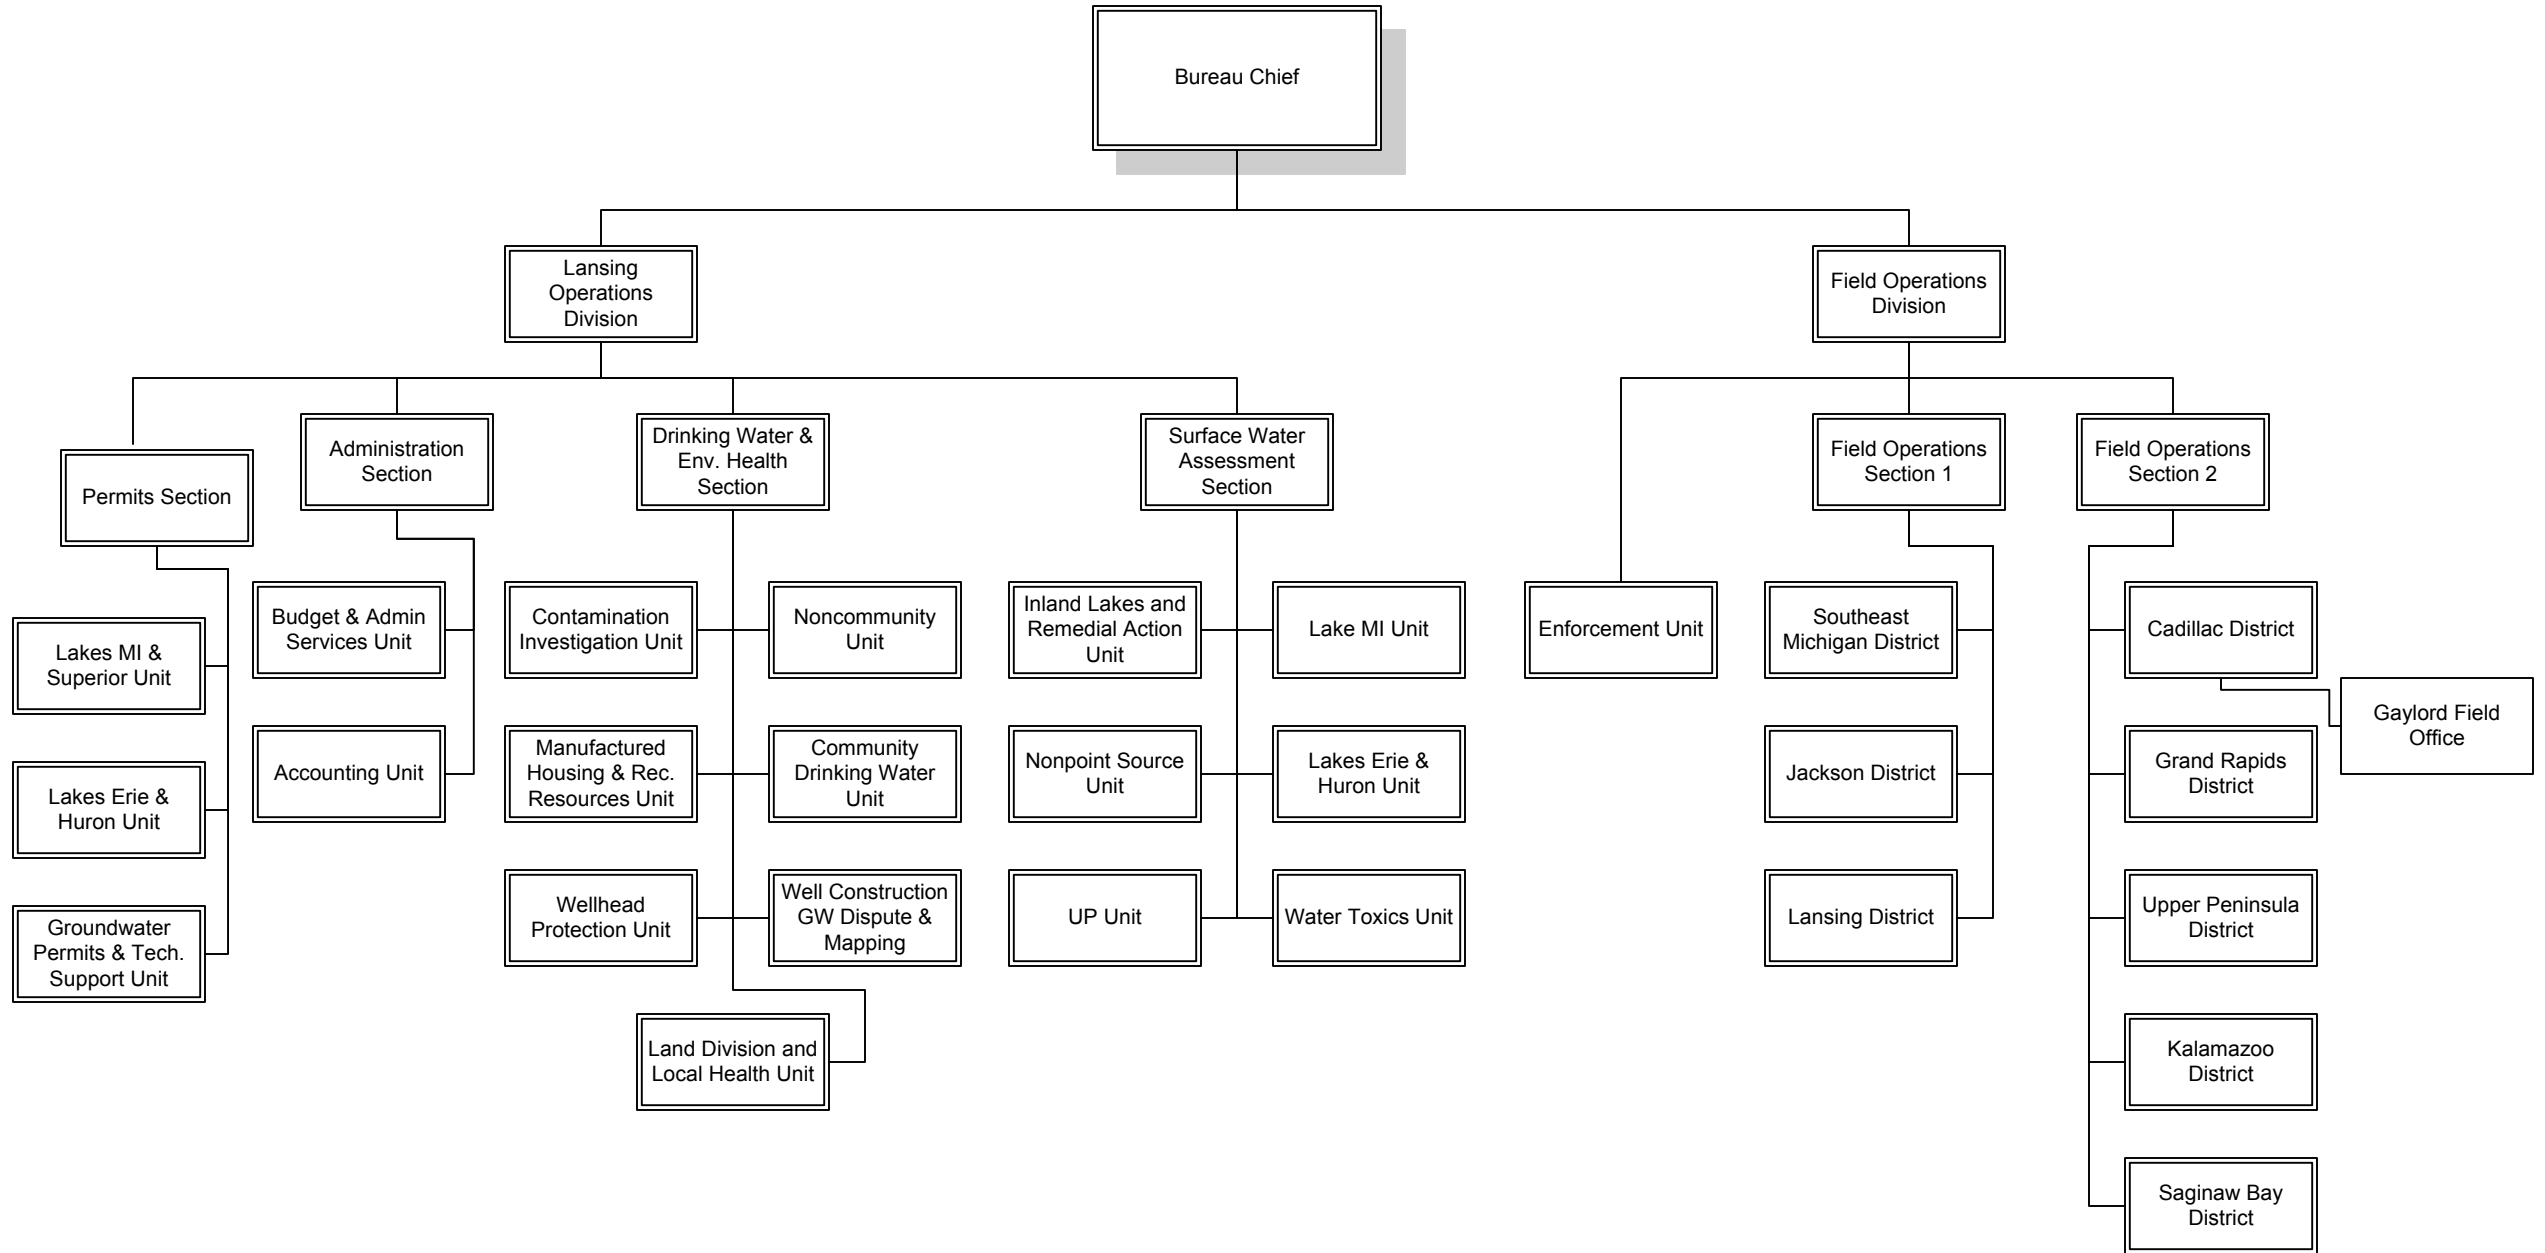 Bureau Chief
Lansing
Operations
Division
Field Operations
Division
Permits Section
Administration
Section
Drinking Water &
Env. Health
Section
Surface Water
Assessment
Section
Field Operations
Section 1
Field Operations
Section 2
Lakes MI &
Superior Unit
Lakes Erie &
Huron Unit
Groundwater
Permits & Tech.
Support Unit
Budget & Admin
Services Unit
Accounting Unit
Contamination
Investigation Unit
Noncommunity
Unit
Manufactured
Housing & Rec.
Resources Unit
Community
Drinking Water
Unit
Wellhead
Protection Unit
Well Construction
GW Dispute &
Mapping
Land Division and
Local Health Unit
Inland Lakes and
Remedial Action
Unit
Lake MI Unit
Nonpoint Source
Unit
Lakes Erie &
Huron Unit
UP Unit
Water Toxics Unit
Enforcement Unit
Southeast
Michigan District
Jackson District
Lansing District
Cadillac District
Gaylord Field
Office
Grand Rapids
District
Upper Peninsula
District
Kalamazoo
District
Saginaw Bay
District